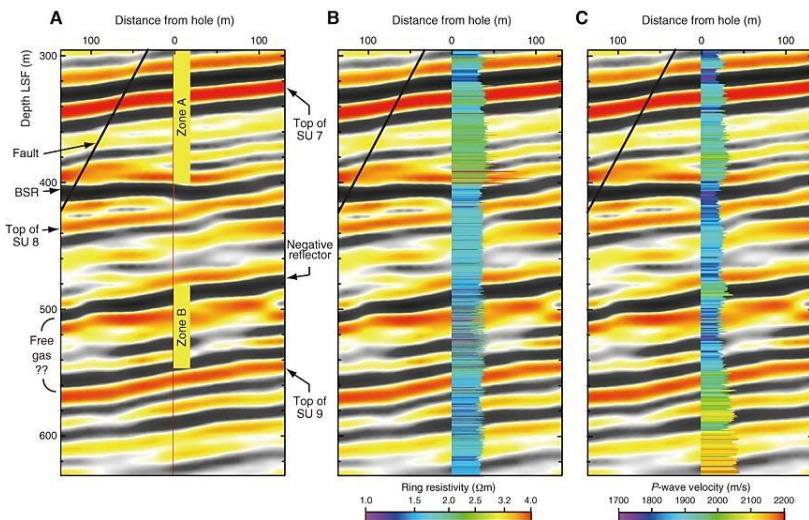 A
Distance from hole (m)
100
0
100
Depth LSF (m)
300
400
500
600
Zone A
Zone B
Fault
BSR
Top of
SU 8
Free
gas
??
Top of
SU 7
Negative
reflector
Top of
SU 9
B
Distance from hole (m)
100
0
100
Ring resistivity (Ωm)
1.0
1.5
2.0
2.5
3.2
4.0
C
Distance from hole (m)
100
0
100
P-wave velocity (m/s)
1700
1800
1900
2000
2100
2200